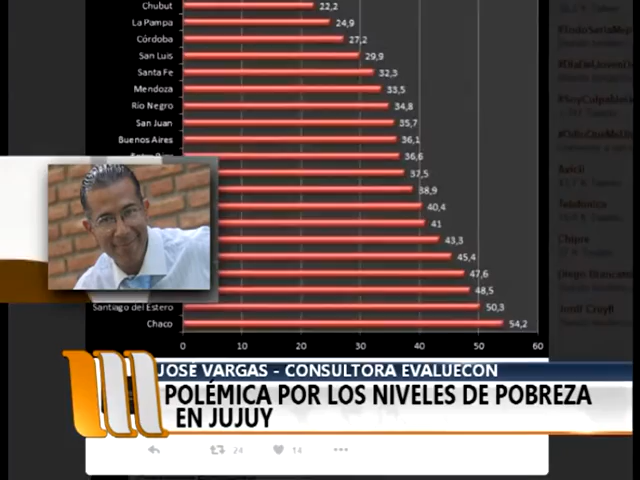 Chubut 22,2
La Pampa 24,9
Córdoba 27,2
San Luis 29,9
Santa Fe 32,3
Mendoza 33,5
Río Negro 34,8
San Juan 35,7
Buenos Aires 36,1
36,6
37,5
38,9
40,4
41
43,3
45,4
47,6
48,5
Santiago del Estero 50,3
Chaco 54,2
0 10 20 30 40 50 60
JOSÉ VARGAS - CONSULTORA EVALUECON
POLÉMICA POR LOS NIVELES DE POBREZA
EN JUJUY
24 14